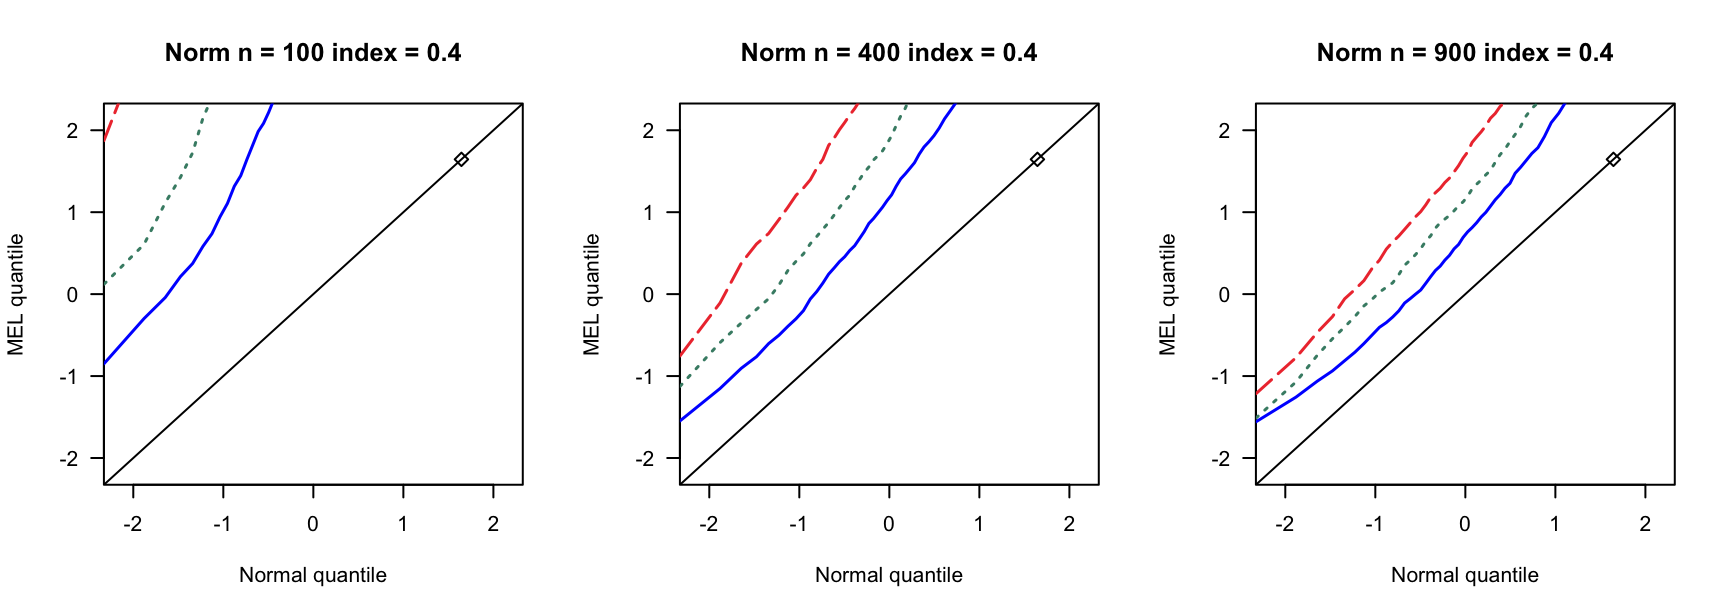 Norm n = 100 index = 0.4
MEL quantile
2
1
0
-1
-2
-2 -1 0 1 2
Normal quantile
Norm n = 400 index = 0.4
MEL quantile
2
1
0
-1
-2
-2 -1 0 1 2
Normal quantile
Norm n = 900 index = 0.4
MEL quantile
2
1
0
-1
-2
-2 -1 0 1 2
Normal quantile